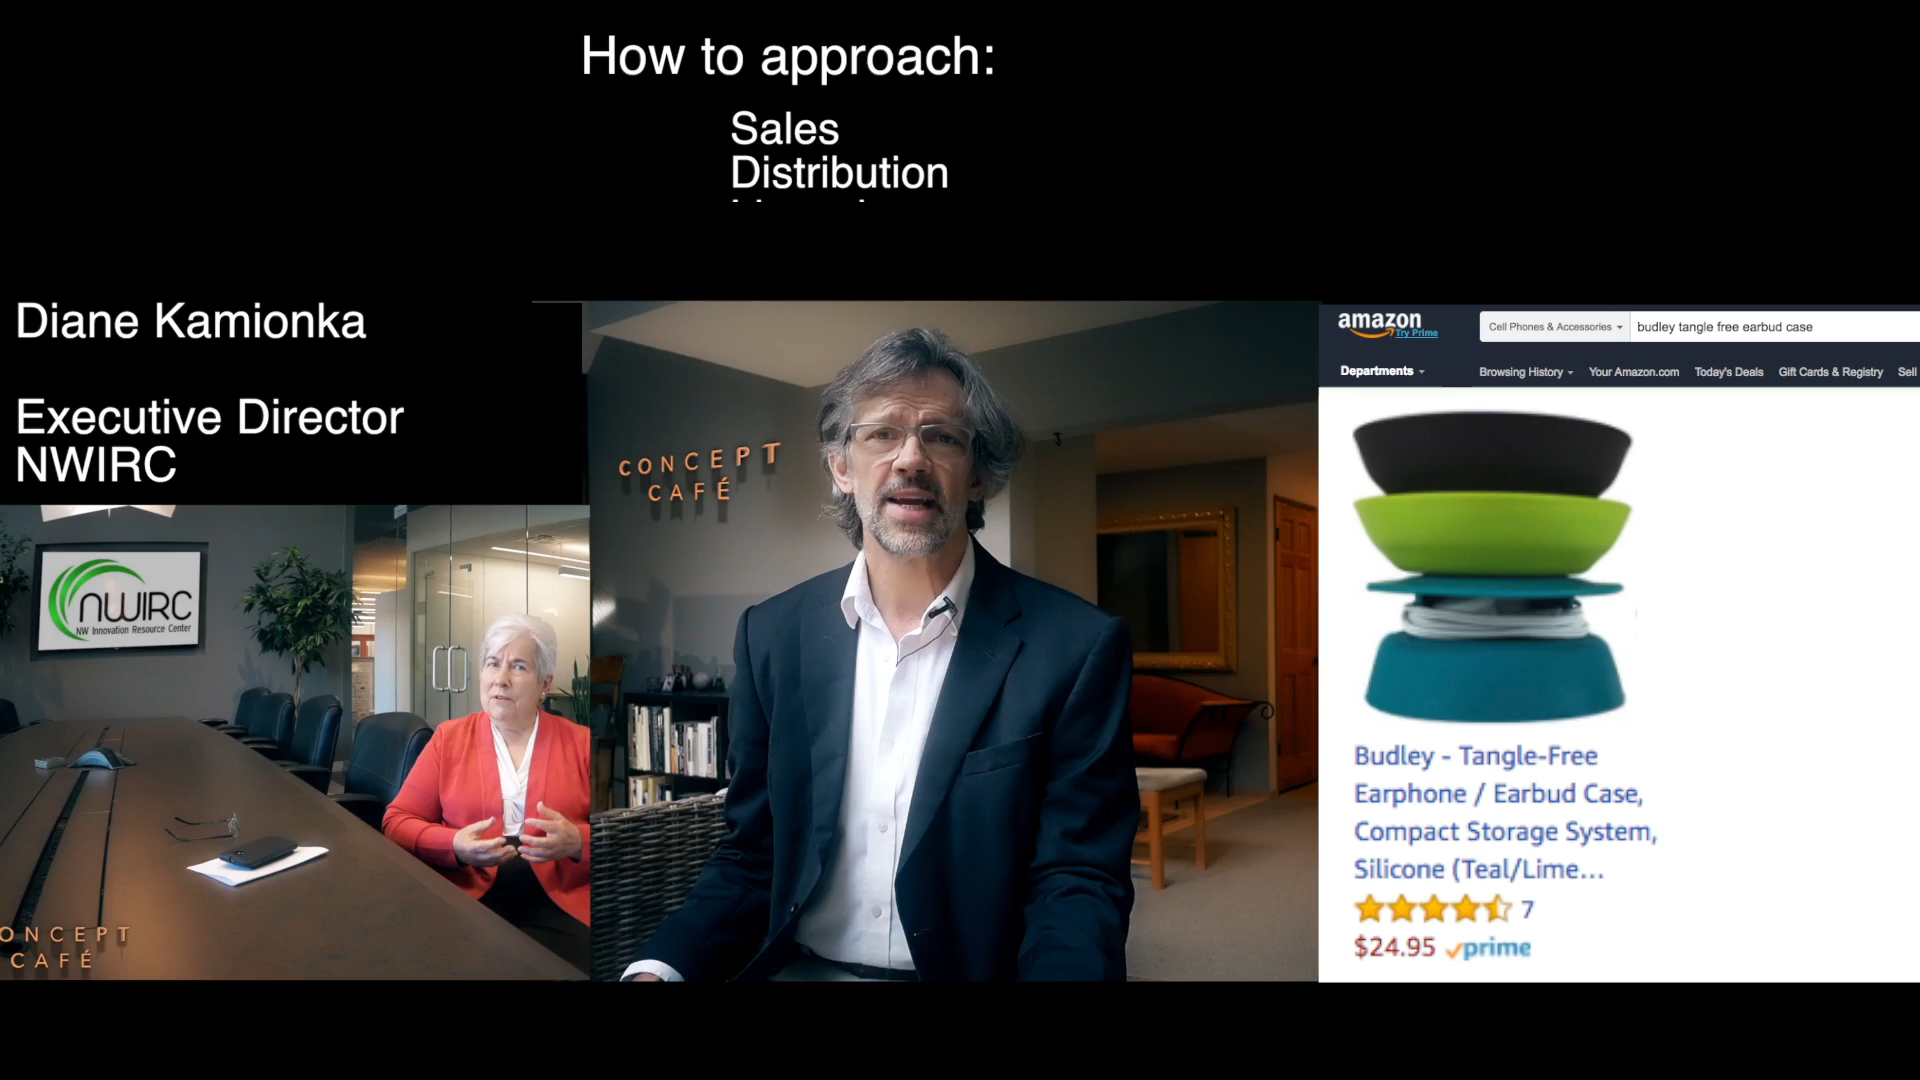 How to approach:
Sales
Distribution
Diane Kamionka
Executive Director
NWIRC
nWIRC
NW Innovation Resource Center
ONCEPT
CAFÉ
CONCEPT
CAFÉ
amazon
Try Prime
Cell Phones & Accessories
budley tangle free earbud case
Departments
Browsing History
Your Amazon.com
Today's Deals
Gift Cards & Registry
Sell
Budley - Tangle-Free
Earphone / Earbud Case,
Compact Storage System,
Silicone (Teal/Lime...
7
$24.95 prime